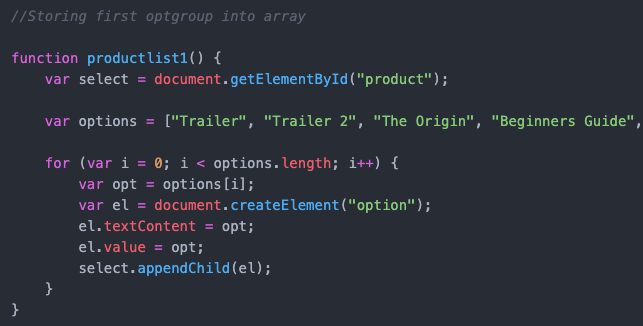 //Storing first optgroup into array
function productlist1() {
var select = document.getElementById("product");
var options = ["Trailer", "Trailer 2", "The Origin", "Beginners Guide",
for (var i = 0; i < options.length; i++) {
var opt = options[i];
var el = document.createElement("option");
el.textContent = opt;
el.value = opt;
select.appendChild(el);
}
}